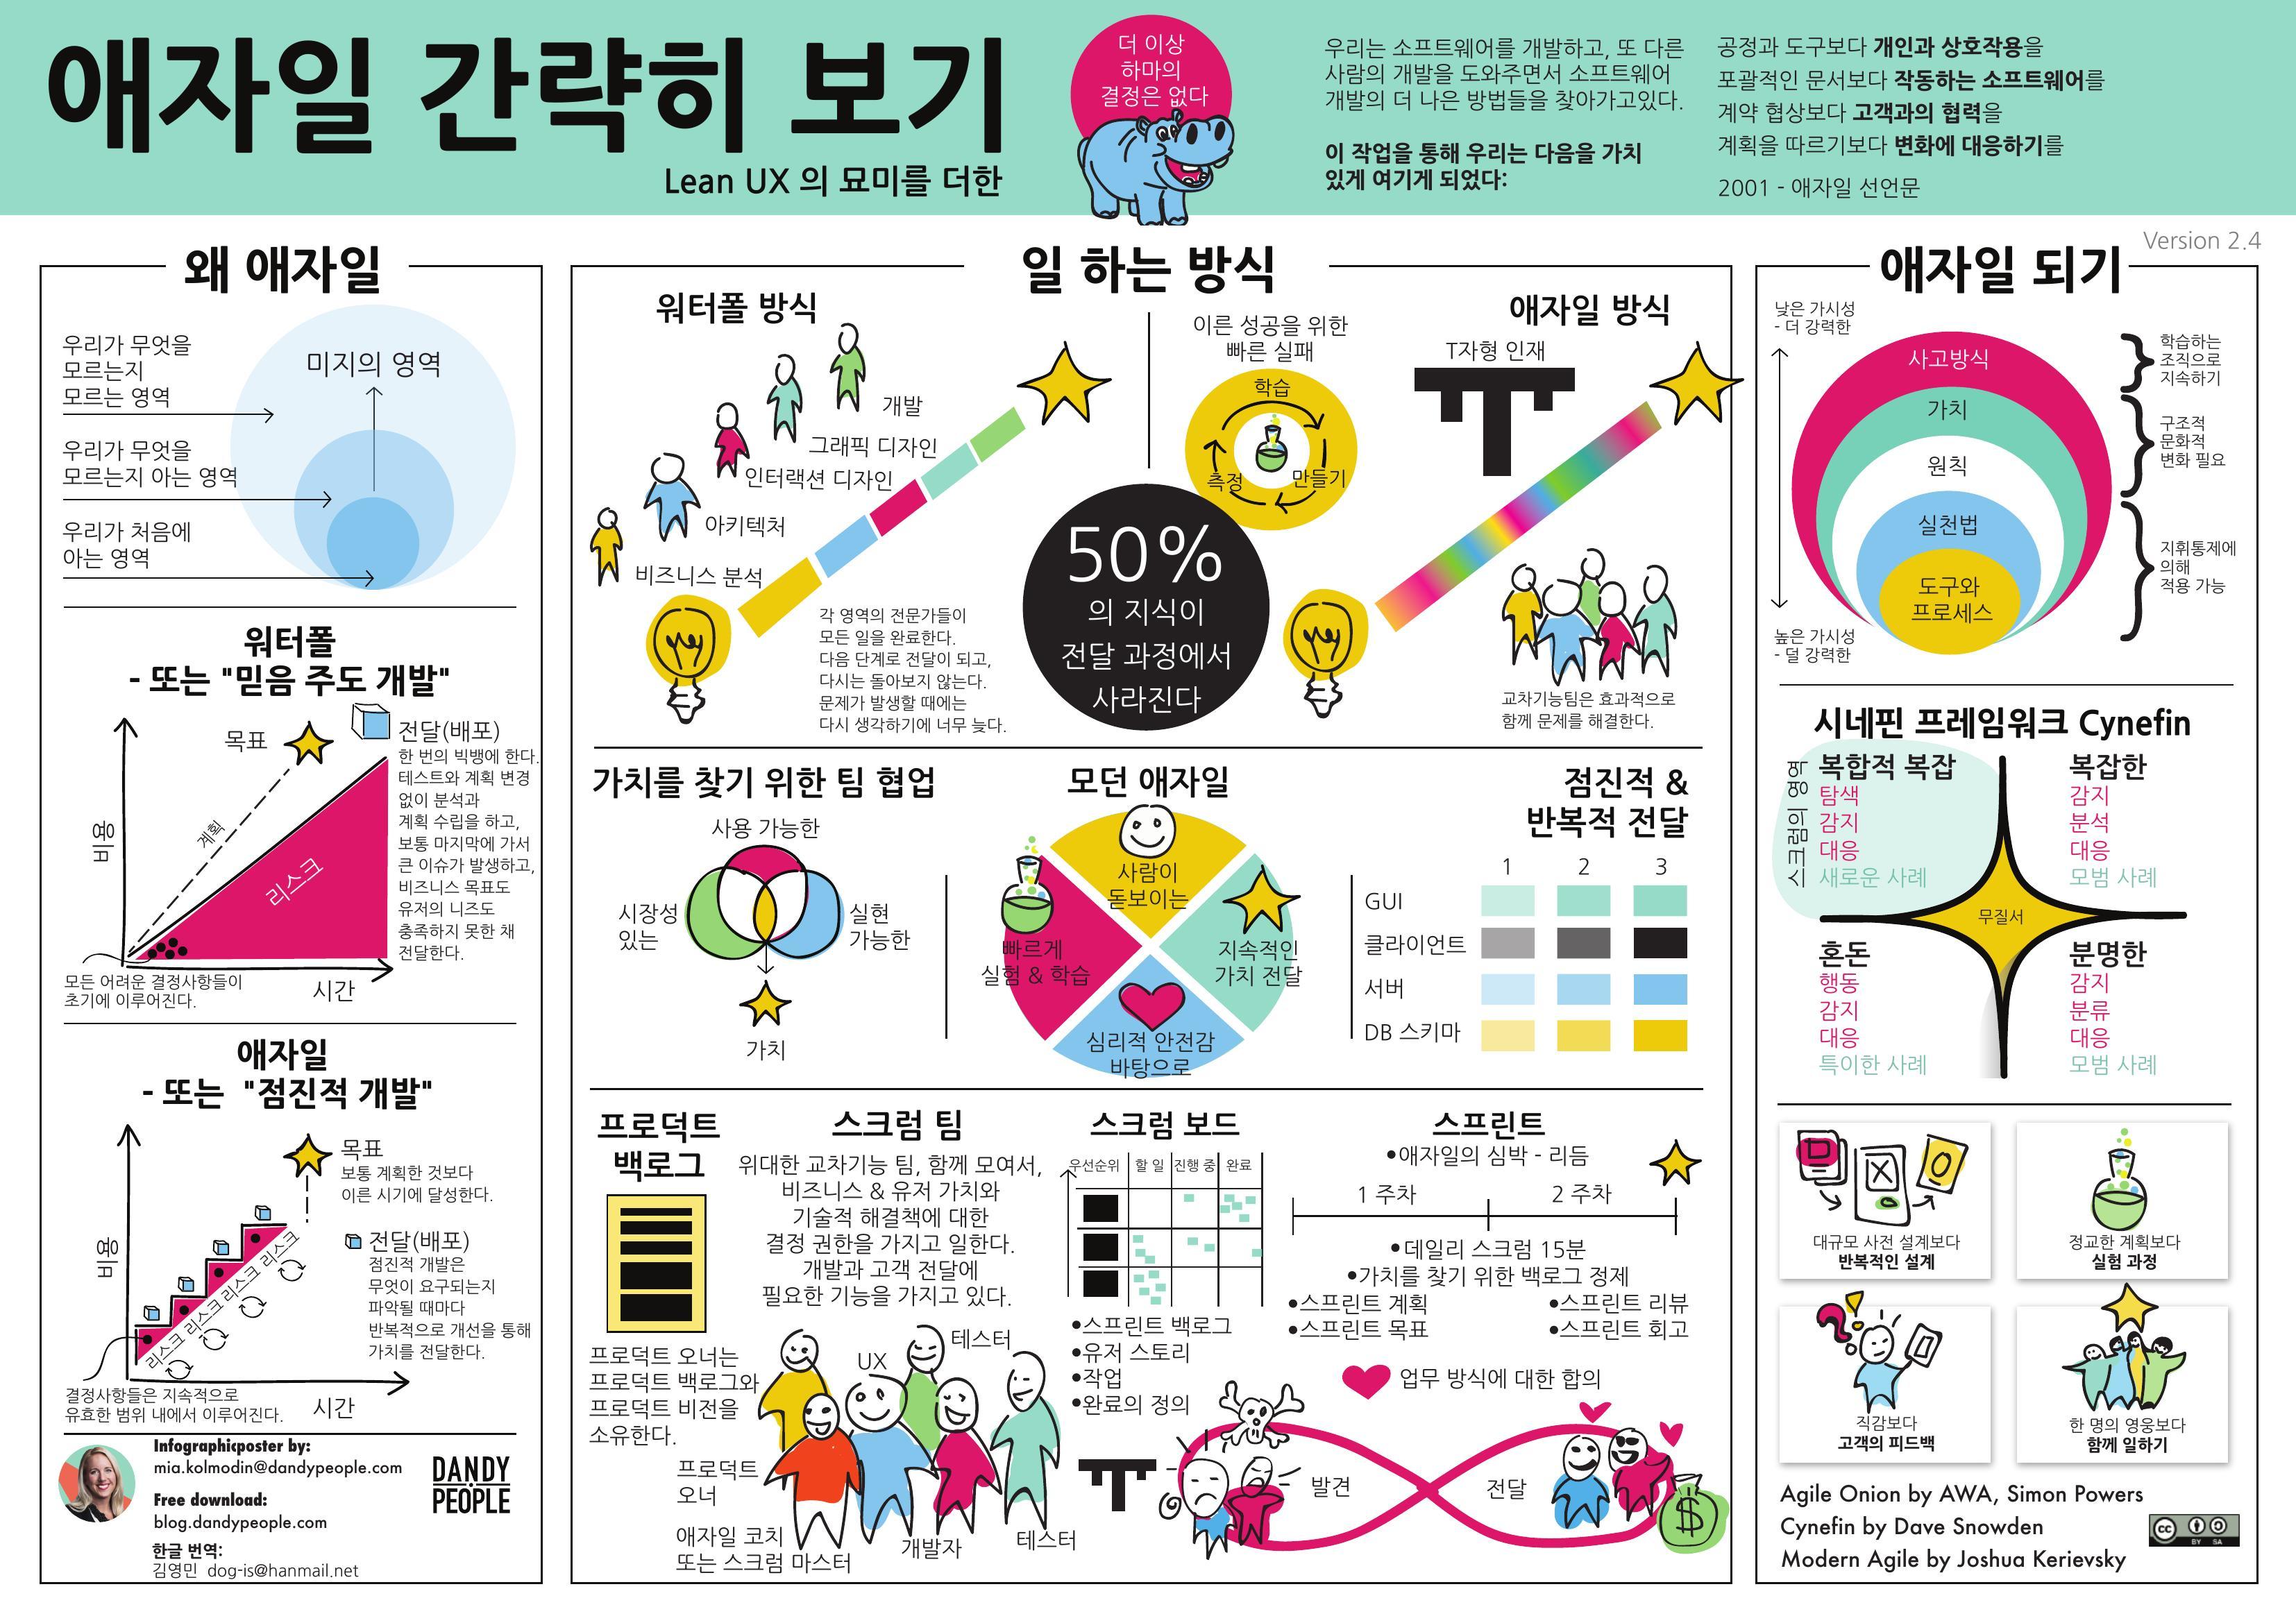 애자일 간략히 보기
Lean UX 의 묘미를 더한
더 이상
하마의
결정은 없다
우리는 소프트웨어를 개발하고, 또 다른
사람의 개발을 도와주면서 소프트웨어
개발의 더 나은 방법들을 찾아가고있다.
이 작업을 통해 우리는 다음을 가치
있게 여기게 되었다:
공정과 도구보다 개인과 상호작용을
포괄적인 문서보다 작동하는 소프트웨어를
계약 협상보다 고객과의 협력을
계획을 따르기보다 변화에 대응하기를
2001 - 애자일 선언문
Version 2.4
왜 애자일
우리가 무엇을
모르는지
모르는 영역
미지의 영역
우리가 무엇을
모르는지 아는 영역
우리가 처음에
아는 영역
워터폴
- 또는 "믿음 주도 개발"
목표
계획
비용
리스크
시간
전달(배포)
한 번의 빅뱅에 한다.
테스트와 계획 변경
없이 분석과
계획 수립을 하고,
보통 마지막에 가서
큰 이슈가 발생하고,
비즈니스 목표도
유저의 니즈도
충족하지 못한 채
전달한다.
모든 어려운 결정사항들이
초기에 이루어진다.
애자일
- 또는 "점진적 개발"
목표
보통 계획한 것보다
이른 시기에 달성한다.
비용
리스크 리스크 리스크 리스크
전달(배포)
점진적 개발은
무엇이 요구되는지
파악될 때마다
반복적으로 개선을 통해
가치를 전달한다.
결정사항들은 지속적으로
유효한 범위 내에서 이루어진다.
시간
Infographicposter by:
mia.kolmodin@dandypeople.com
Free download:
blog.dandypeople.com
한글 번역:
김영민 dog-is@hanmail.net
DANDY
PEOPLE
일 하는 방식
워터폴 방식
개발
그래픽 디자인
인터랙션 디자인
아키텍처
비즈니스 분석
각 영역의 전문가들이
모든 일을 완료한다.
다음 단계로 전달이 되고,
다시는 돌아보지 않는다.
문제가 발생할 때에는
다시 생각하기에 너무 늦다.
50%
의 지식이
전달 과정에서
사라진다
이른 성공을 위한
빠른 실패
학습
측정
만들기
애자일 방식
T자형 인재
교차기능팀은 효과적으로
함께 문제를 해결한다.
가치를 찾기 위한 팀 협업
사용 가능한
시장성
있는
실현
가능한
가치
모던 애자일
사람이
돋보이는
빠르게
실험 & 학습
지속적인
가치 전달
심리적 안전감
바탕으로
점진적 &
반복적 전달
1 2 3
GUI
클라이언트
서버
DB 스키마
프로덕트
백로그
프로덕트 오너는
프로덕트 백로그와
프로덕트 비전을
소유한다.
스크럼 팀
위대한 교차기능 팀, 함께 모여서,
비즈니스 & 유저 가치와
기술적 해결책에 대한
결정 권한을 가지고 일한다.
개발과 고객 전달에
필요한 기능을 가지고 있다.
UX
테스터
프로덕트
오너
애자일 코치
또는 스크럼 마스터
개발자
테스터
스크럼 보드
우선순위 할 일 진행 중 완료
•스프린트 백로그
•유저 스토리
•작업
•완료의 정의
스프린트
•애자일의 심박 - 리듬
1 주차 2 주차
•데일리 스크럼 15분
•가치를 찾기 위한 백로그 정제
•스프린트 계획
•스프린트 목표
•스프린트 리뷰
•스프린트 회고
업무 방식에 대한 합의
발견
전달
$
애자일 되기
낮은 가시성
- 더 강력한
사고방식
가치
원칙
실천법
도구와
프로세스
높은 가시성
- 덜 강력한
학습하는
조직으로
지속하기
구조적
문화적
변화 필요
지휘통제에
의해
적용 가능
시네핀 프레임워크 Cynefin
스크럼의 영역
복합적 복잡
탐색
감지
대응
새로운 사례
복잡한
감지
분석
대응
모범 사례
무질서
혼돈
행동
감지
대응
특이한 사례
분명한
감지
분류
대응
모범 사례
대규모 사전 설계보다
반복적인 설계
정교한 계획보다
실험 과정
직감보다
고객의 피드백
한 명의 영웅보다
함께 일하기
Agile Onion by AWA, Simon Powers
Cynefin by Dave Snowden
Modern Agile by Joshua Kerievsky
cc BY SA